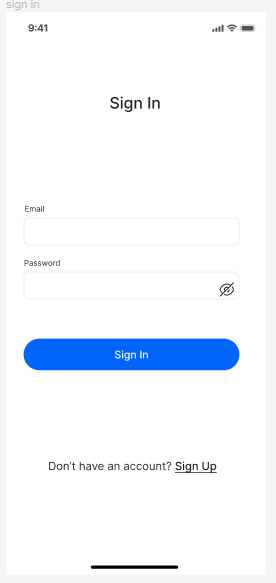 sign in
9:41
Sign In
Email
Password
Sign In
Don't have an account? Sign Up